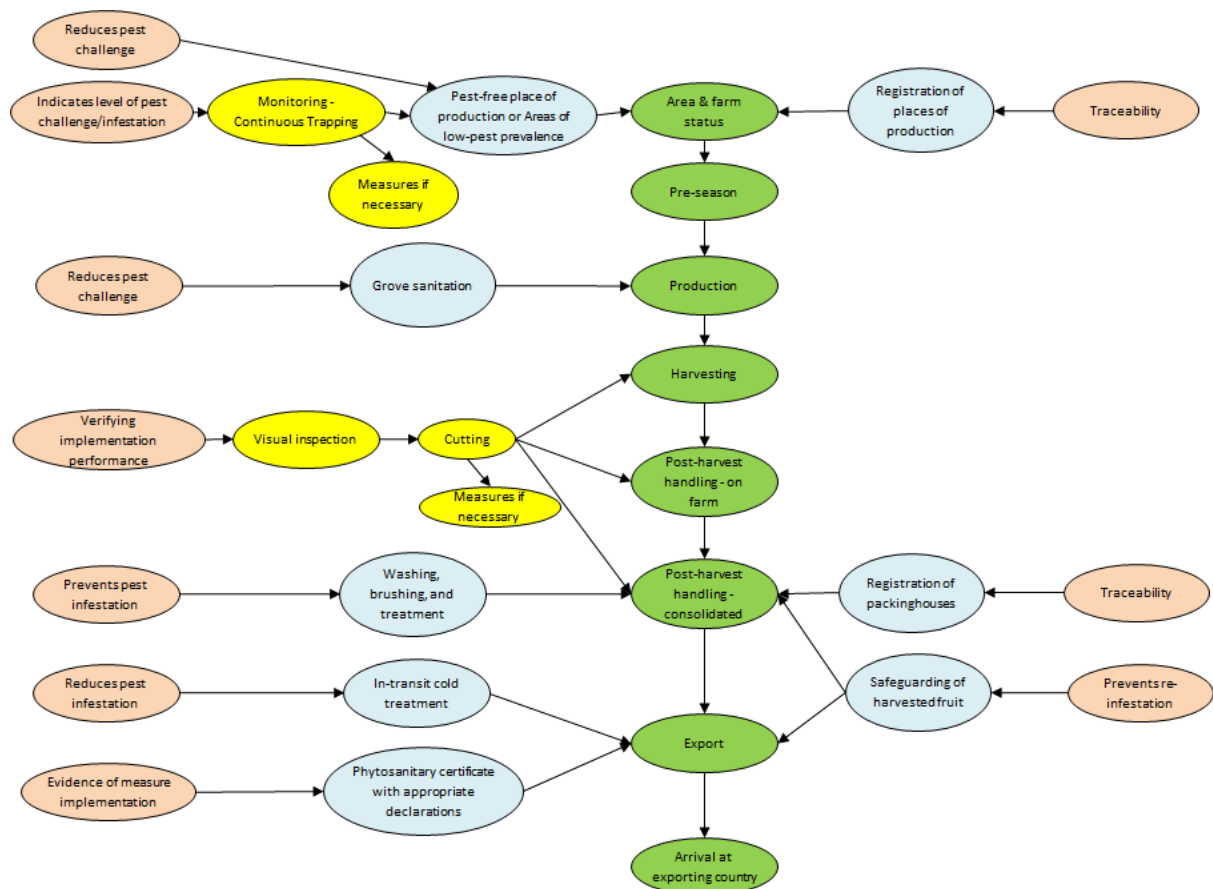 Reduces pest
challenge
Indicates level of pest
challenge/infestation
Monitoring -
Continuous Trapping
Pest-free place of
production or Areas of
low-pest prevalence
Area & farm
status
Registration of
places of
production
Traceability
Measures if
necessary
Pre-season
Reduces pest
challenge
Grove sanitation
Production
Harvesting
Verifying
implementation
performance
Visual inspection
Cutting
Measures if
necessary
Post-harvest
handling - on
farm
Prevents pest
infestation
Washing,
brushing, and
treatment
Post-harvest
handling -
consolidated
Registration of
packinghouses
Traceability
Reduces pest
infestation
In-transit cold
treatment
Safeguarding of
harvested fruit
Prevents re-
infestation
Export
Evidence of measure
implementation
Phytosanitary certificate
with appropriate
declarations
Arrival at
exporting country